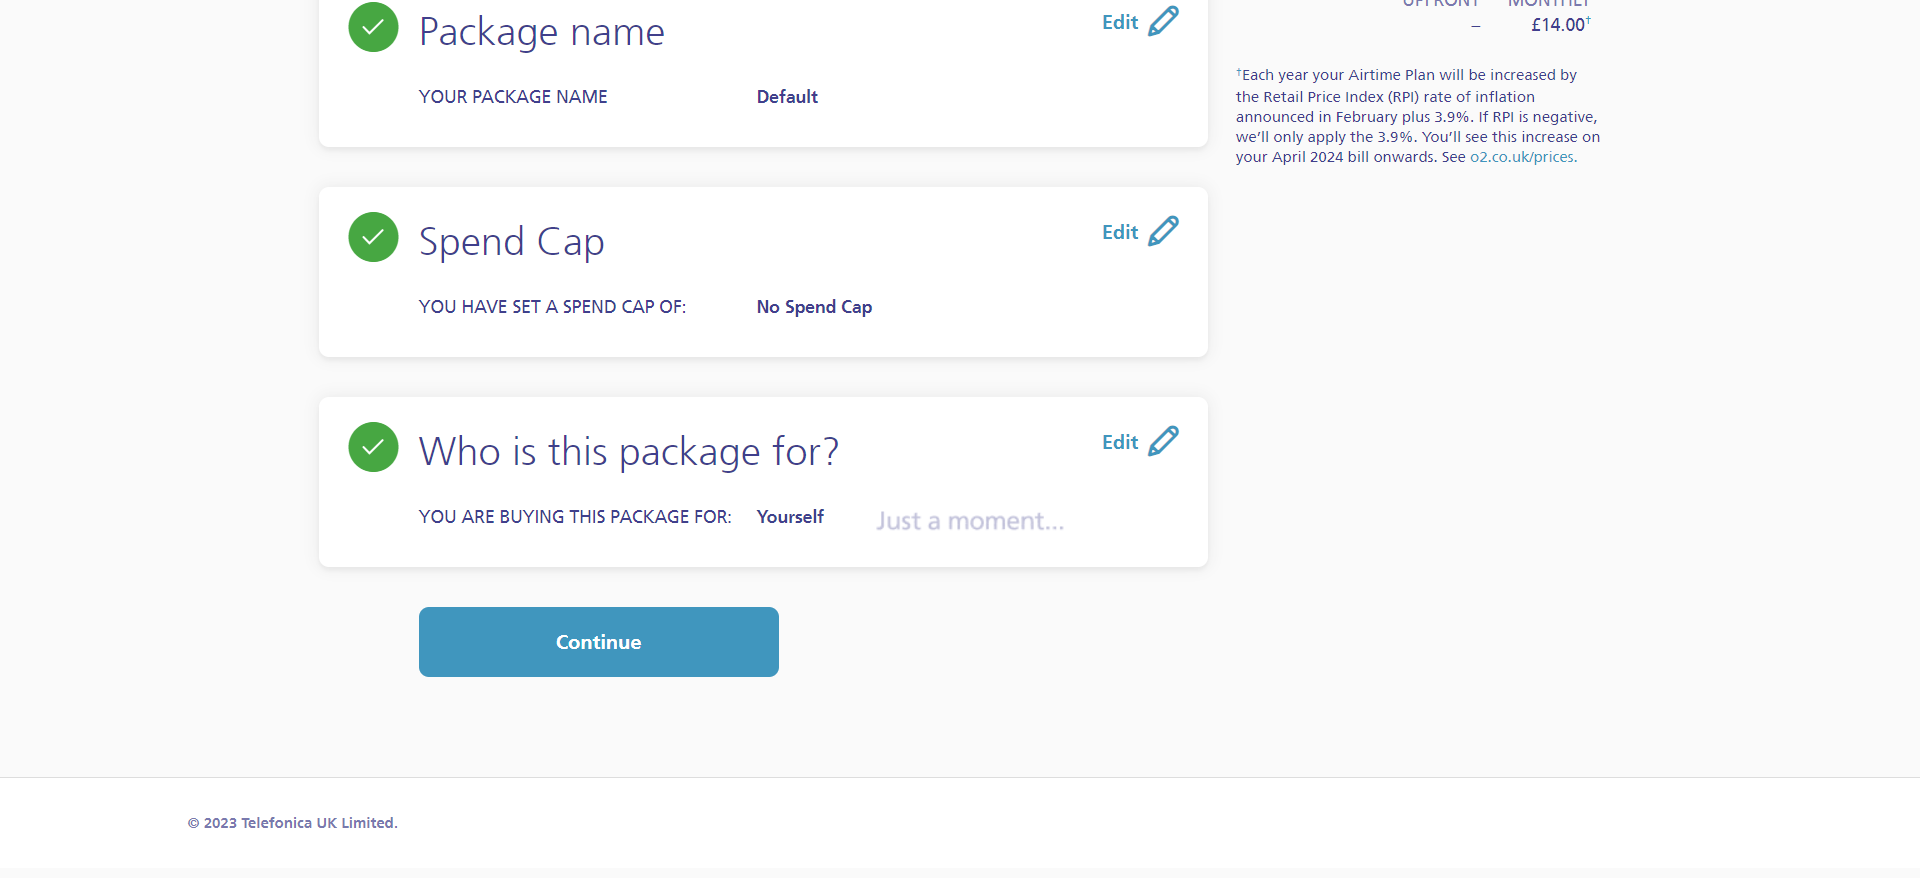 UPFRONT MONTHLY
– £14.00†
Package name
Edit
YOUR PACKAGE NAME Default
†Each year your Airtime Plan will be increased by
the Retail Price Index (RPI) rate of inflation
announced in February plus 3.9%. If RPI is negative,
we’ll only apply the 3.9%. You’ll see this increase on
your April 2024 bill onwards. See o2.co.uk/prices.
Spend Cap
Edit
YOU HAVE SET A SPEND CAP OF: No Spend Cap
Who is this package for?
Edit
YOU ARE BUYING THIS PACKAGE FOR: Yourself
Just a moment...
Continue
© 2023 Telefonica UK Limited.